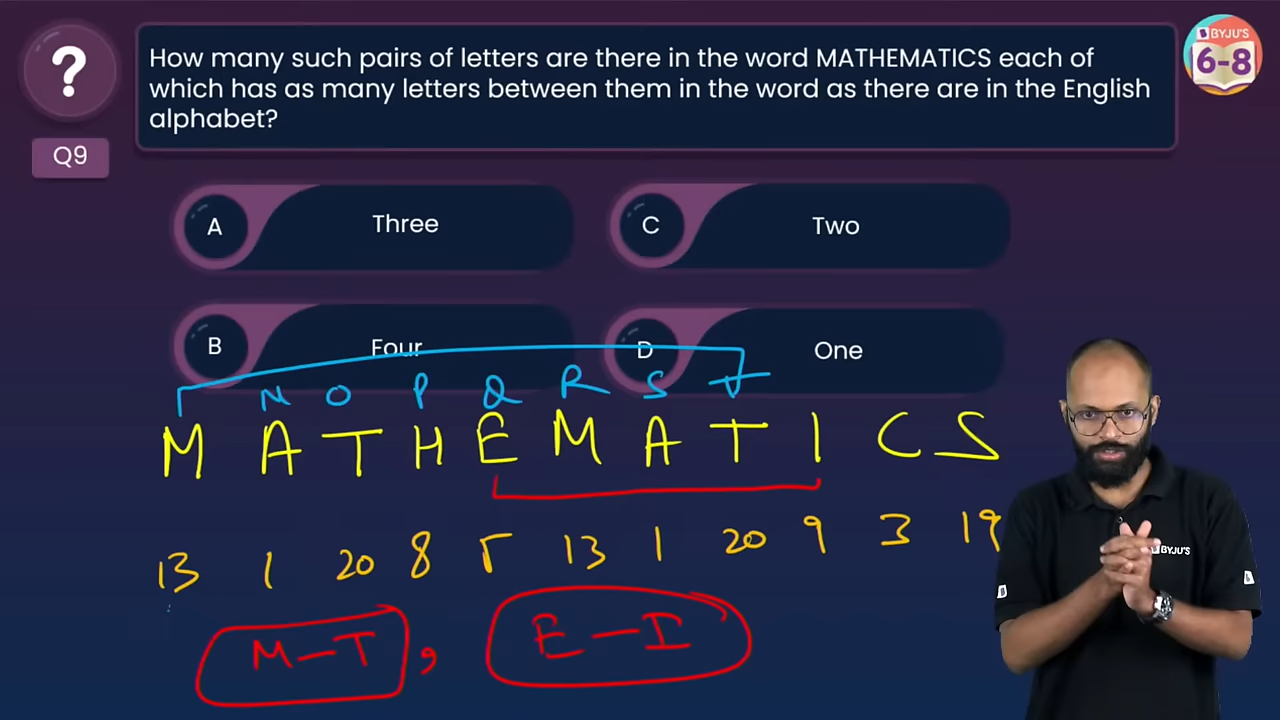 ?
How many such pairs of letters are there in the word MATHEMATICS each of
which has as many letters between them in the word as there are in the English
alphabet?
BYJU'S
6-8
Q9
A Three
C Two
B Four
D One
N O P Q R S T
M A T H E M A T I C S
13 1 20 8 5 13 1 20 9 3 19
M-T, E-I
BYJU'S